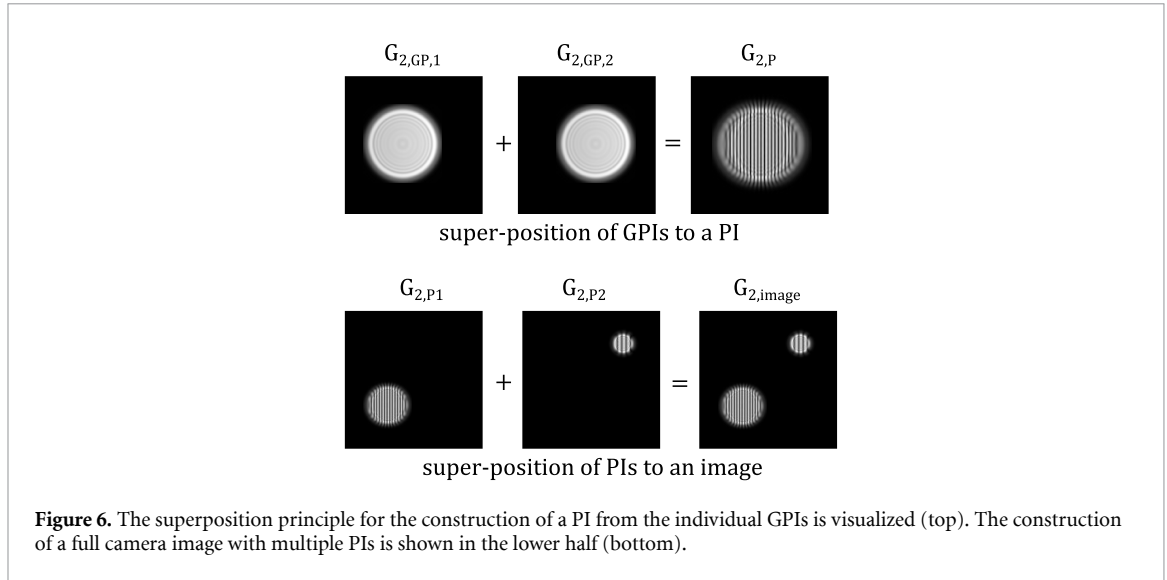 G2,GP,1 G2,GP,2 G2,P
+ =
super-position of GPIs to a PI
G2,P1 G2,P2 G2,image
+ =
super-position of PIs to an image
Figure 6. The superposition principle for the construction of a PI from the individual GPIs is visualized (top). The construction
of a full camera image with multiple PIs is shown in the lower half (bottom).